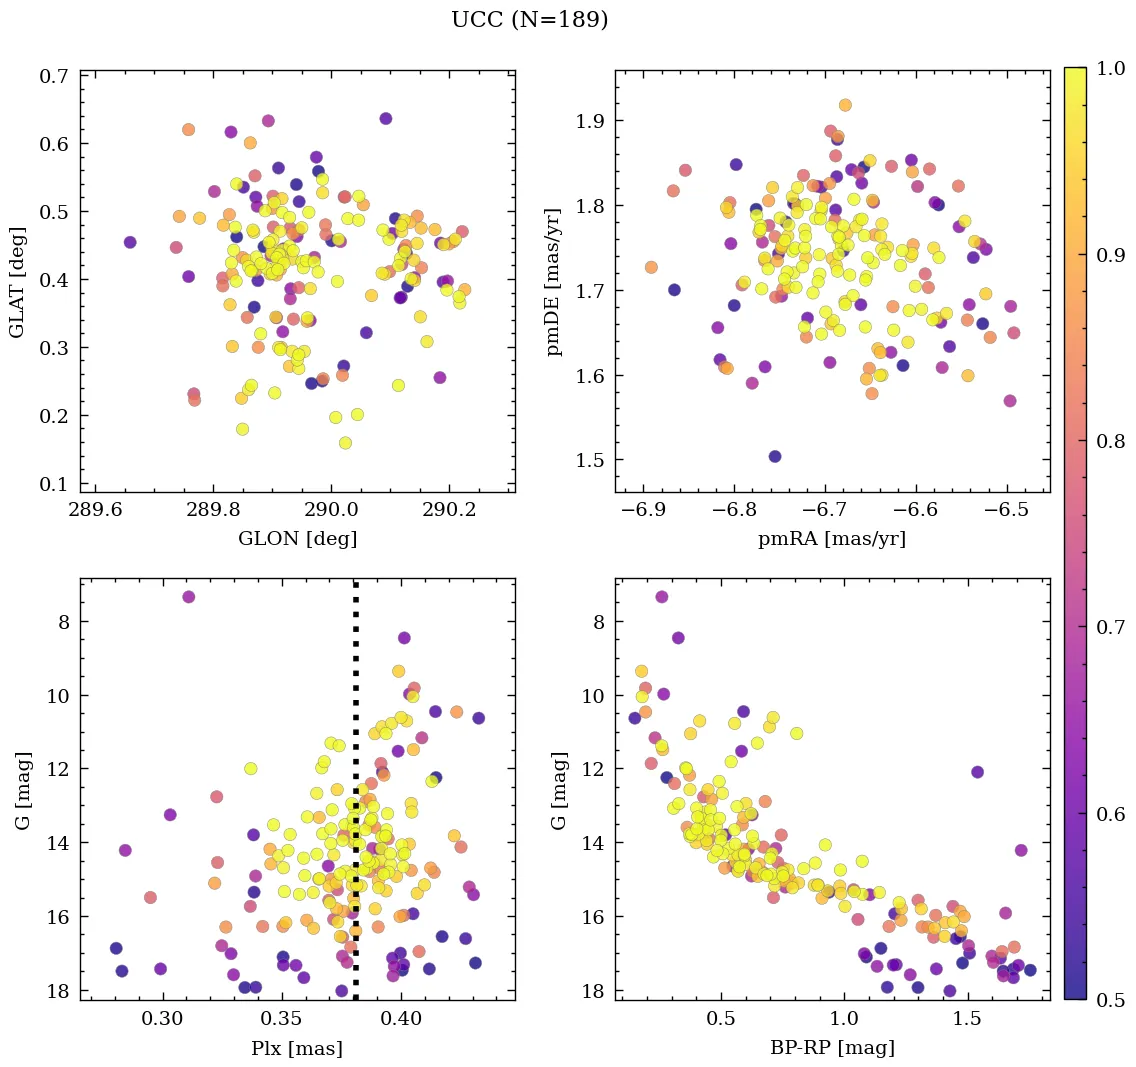 UCC (N=189)
0.7
0.6
0.5
0.4
0.3
0.2
0.1
GLAT [deg]
289.6 289.8 290.0 290.2
GLON [deg]
1.9
1.8
1.7
1.6
1.5
pmDE [mas/yr]
−6.9 −6.8 −6.7 −6.6 −6.5
pmRA [mas/yr]
8
10
12
14
16
18
G [mag]
0.30 0.35 0.40
Plx [mas]
8
10
12
14
16
18
G [mag]
0.5 1.0 1.5
BP-RP [mag]
1.0
0.9
0.8
0.7
0.6
0.5